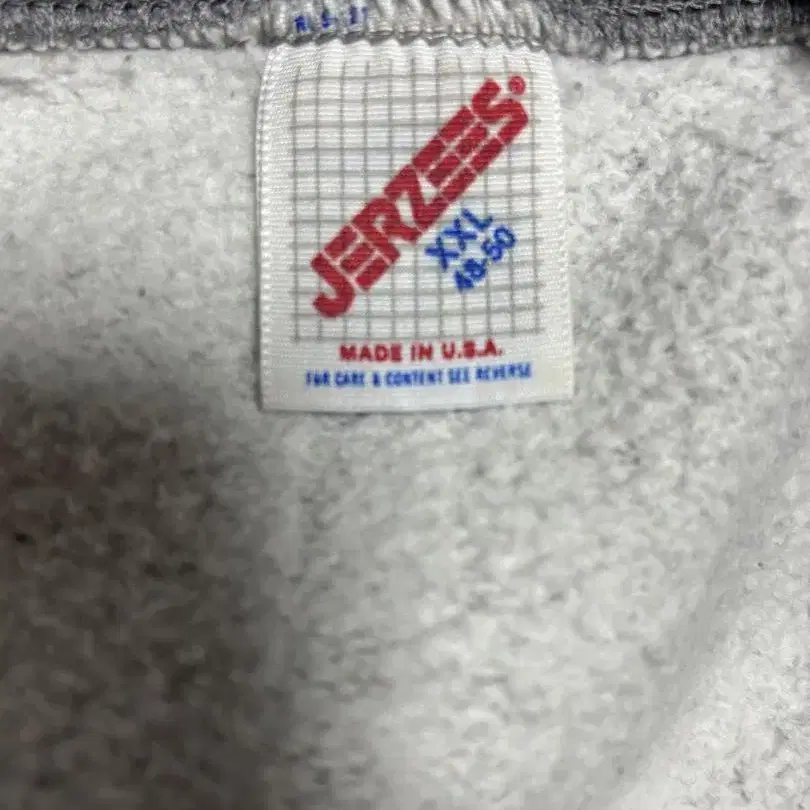 JERZEES®
XXL
48-50
MADE IN U.S.A.
FOR CARE & CONTENT SEE REVERSE